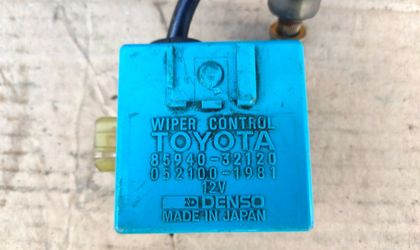 WIPER CONTROL
TOYOTA
85940-32120
052100-1981
12V
DENSO
MADE IN JAPAN